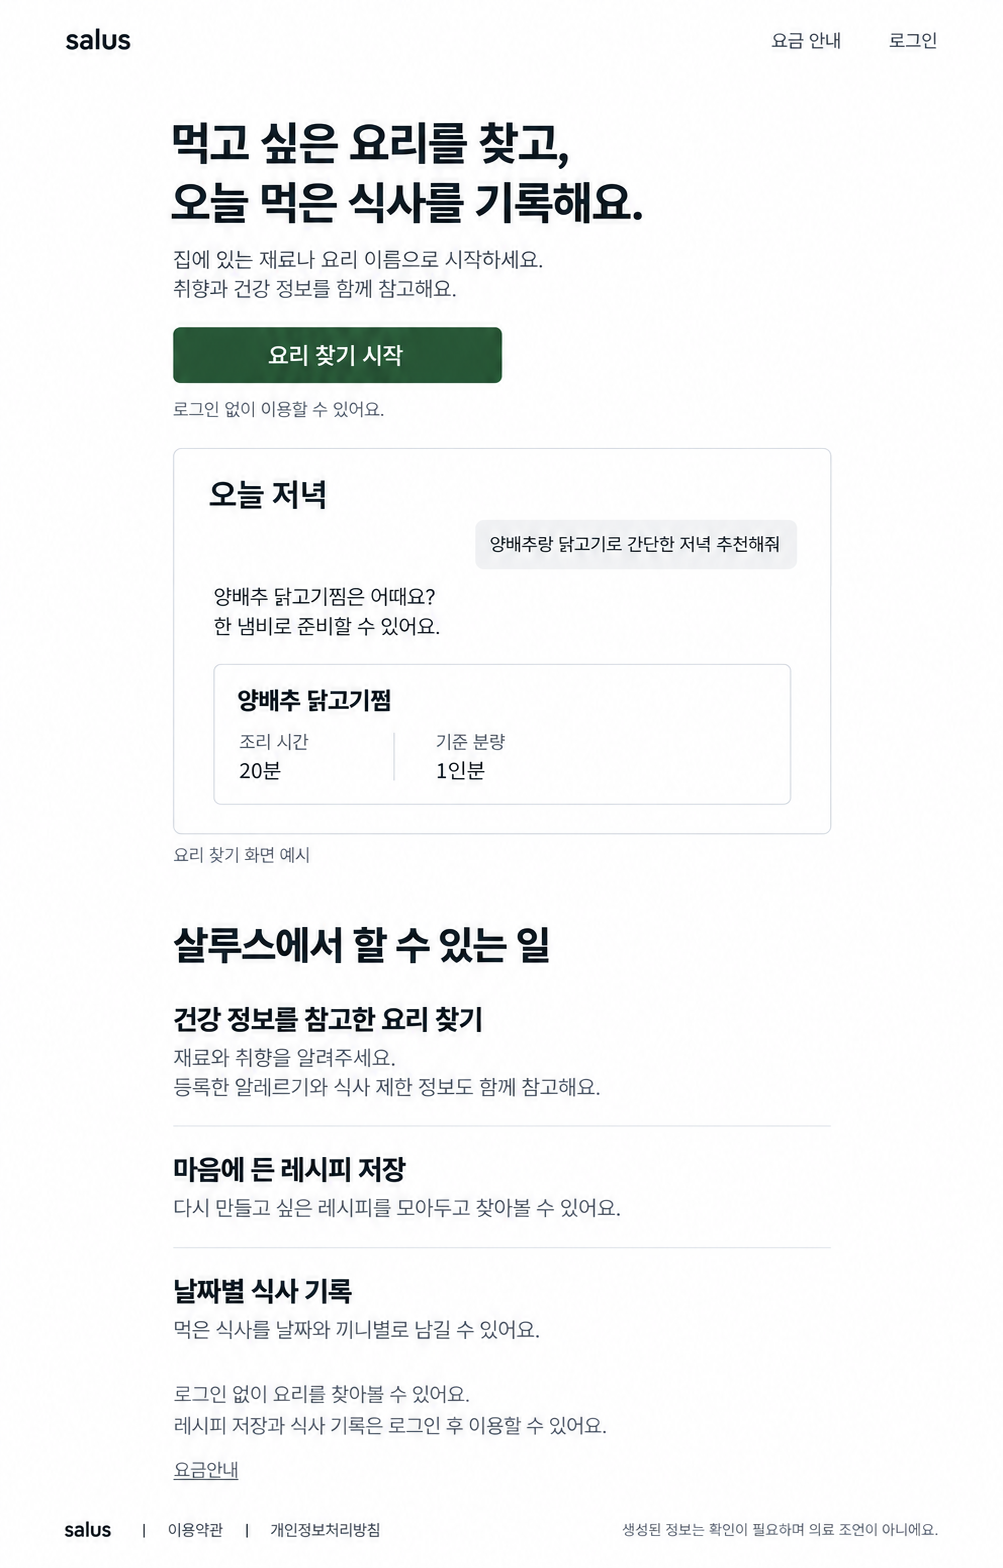 salus
요금 안내
로그인
먹고 싶은 요리를 찾고,
오늘 먹은 식사를 기록해요.
집에 있는 재료나 요리 이름으로 시작하세요.
취향과 건강 정보를 함께 참고해요.
요리 찾기 시작
로그인 없이 이용할 수 있어요.
오늘 저녁
양배추랑 닭고기로 간단한 저녁 추천해줘
양배추 닭고기찜은 어때요?
한 냄비로 준비할 수 있어요.
양배추 닭고기찜
조리 시간
20분
기준 분량
1인분
요리 찾기 화면 예시
살루스에서 할 수 있는 일
건강 정보를 참고한 요리 찾기
재료와 취향을 알려주세요.
등록한 알레르기와 식사 제한 정보도 함께 참고해요.
마음에 든 레시피 저장
다시 만들고 싶은 레시피를 모아두고 찾아볼 수 있어요.
날짜별 식사 기록
먹은 식사를 날짜와 끼니별로 남길 수 있어요.
로그인 없이 요리를 찾아볼 수 있어요.
레시피 저장과 식사 기록은 로그인 후 이용할 수 있어요.
요금안내
salus | 이용약관 | 개인정보처리방침
생성된 정보는 확인이 필요하며 의료 조언이 아니에요.